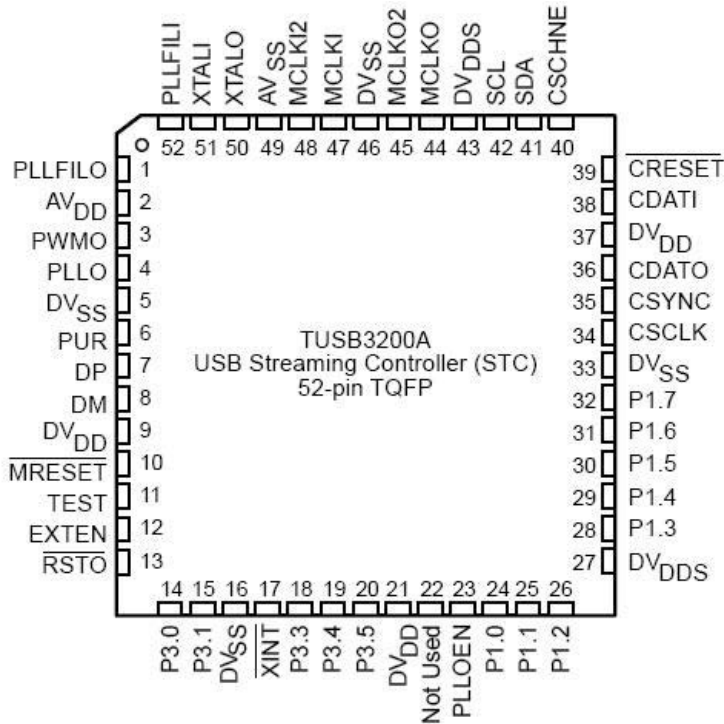 PLLFILI
XTALI
XTALO
AVSS
MCLKI2
MCLKI
DVSS
MCLKO2
MCLKO
DVDDS
SCL
SDA
CSCHNE
52 51 50 49 48 47 46 45 44 43 42 41 40
PLLFILO 1
AVDD 2
PWMO 3
PLLO 4
DVSS 5
PUR 6
DP 7
DM 8
DVDD 9
MRESET 10
TEST 11
EXTEN 12
RSTO 13
TUSB3200A
USB Streaming Controller (STC)
52-pin TQFP
39 CRESET
38 CDATI
37 DVDD
36 CDATO
35 CSYNC
34 CSCLK
33 DVSS
32 P1.7
31 P1.6
30 P1.5
29 P1.4
28 P1.3
27 DVDDS
14 15 16 17 18 19 20 21 22 23 24 25 26
P3.0
P3.1
DVSS
XINT
P3.3
P3.4
P3.5
DVDD
Not Used
PLLOEN
P1.0
P1.1
P1.2